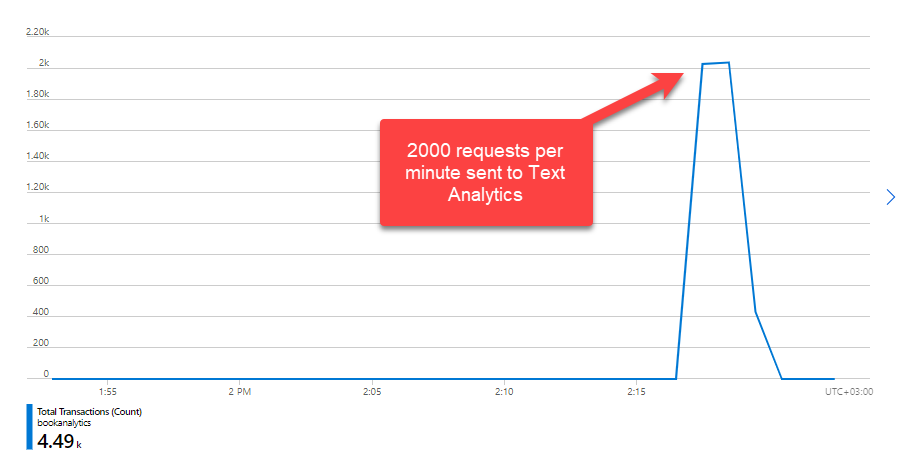 2.20k
2k
1.80k
1.60k
1.40k
1.20k
1k
800
600
400
200
0
2000 requests per
minute sent to Text
Analytics
1:55
2 PM
2:05
2:10
2:15
UTC+03:00
Total Transactions (Count)
bookanalytics
4.49 k